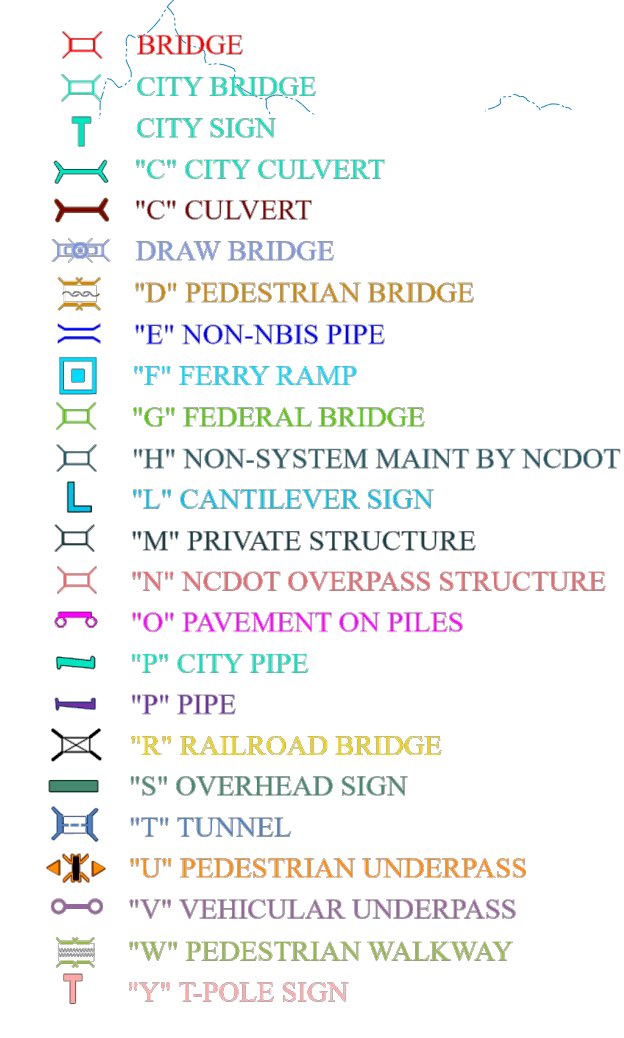 BRIDGE
CITY BRIDGE
CITY SIGN
"C" CITY CULVERT
"C" CULVERT
DRAW BRIDGE
"D" PEDESTRIAN BRIDGE
"E" NON-NBIS PIPE
"F" FERRY RAMP
"G" FEDERAL BRIDGE
"H" NON-SYSTEM MAINT BY NCDOT
"L" CANTILEVER SIGN
"M" PRIVATE STRUCTURE
"N" NCDOT OVERPASS STRUCTURE
"O" PAVEMENT ON PILES
"P" CITY PIPE
"P" PIPE
"R" RAILROAD BRIDGE
"S" OVERHEAD SIGN
"T" TUNNEL
"U" PEDESTRIAN UNDERPASS
"V" VEHICULAR UNDERPASS
"W" PEDESTRIAN WALKWAY
"Y" T-POLE SIGN